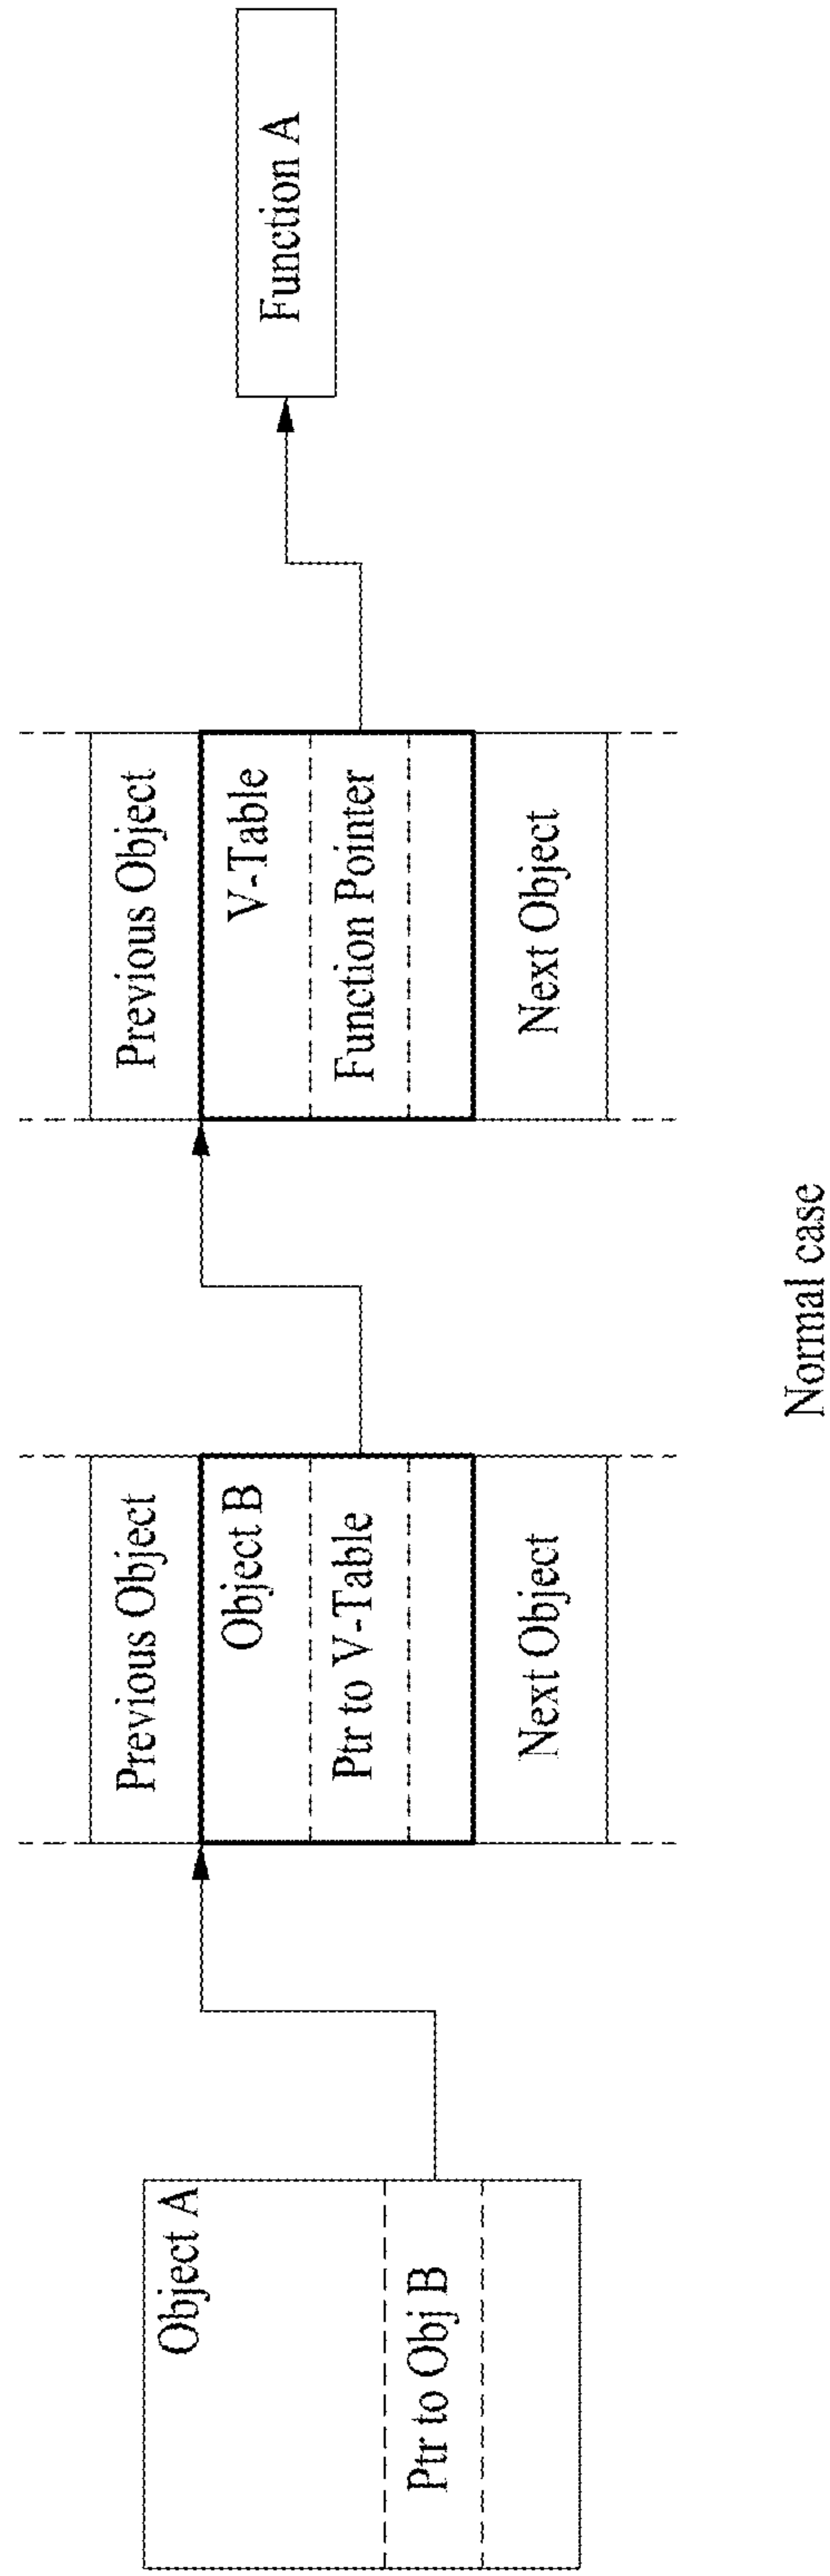 Object A
Ptr to Obj B
Previous Object
Object B
Ptr to V-Table
Next Object
Previous Object
V-Table
Function Pointer
Next Object
Function A
Normal case